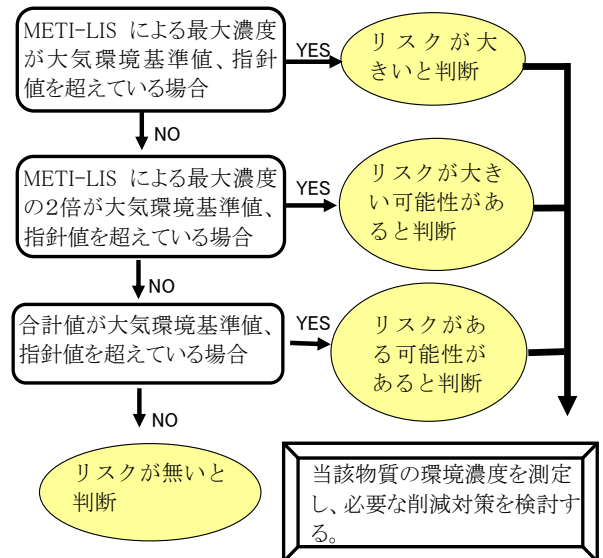 METI-LIS による最大濃度
が大気環境基準値、指針
値を超えている場合
YES
リスクが大
きいと判断
NO
METI-LIS による最大濃度
の2倍が大気環境基準値、
指針値を超えている場合
YES
リスクが大き
い可能性があ
ると判断
NO
合計値が大気環境基準値、
指針値を超えている場合
YES
リスクがあ
る可能性が
あると判断
NO
リスクが無いと
判断
当該物質の環境濃度を測定
し、必要な削減対策を検討す
る。